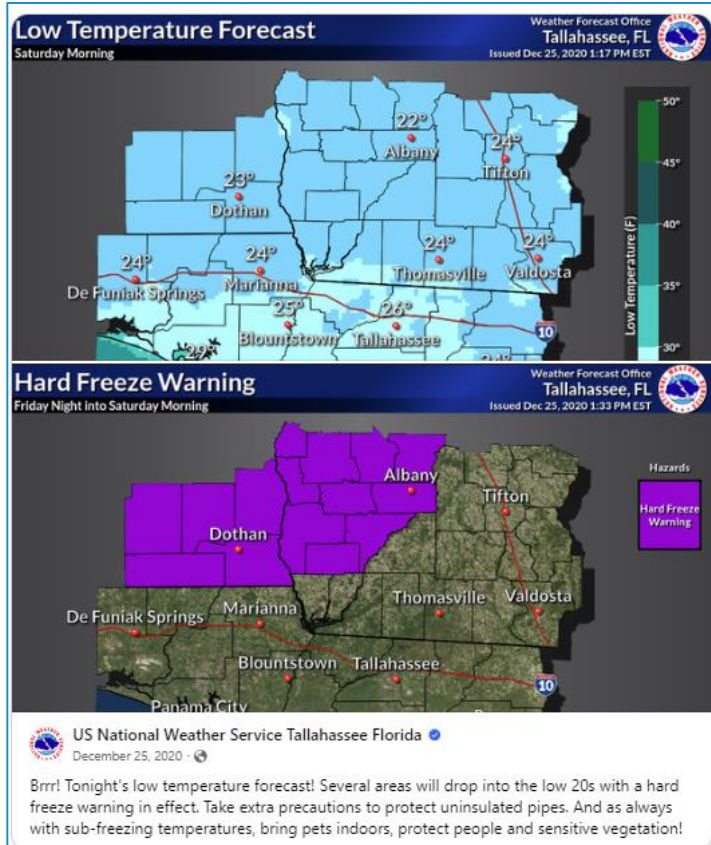 Low Temperature Forecast
Saturday Morning
Weather Forecast Office
Tallahassee, FL
Issued Dec 25, 2020 1:17 PM EST
22°
Albany
24°
Tifton
23°
Dothan
24°
De Funiak Springs
24°
Marianna
24°
Thomasville
24°
Valdosta
25°
Blountstown
26°
Tallahassee
29°
10
50°
45°
40°
35°
30°
Low Temperature (F)
Hard Freeze Warning
Friday Night into Saturday Morning
Weather Forecast Office
Tallahassee, FL
Issued Dec 25, 2020 1:33 PM EST
Albany
Tifton
Dothan
De Funiak Springs
Marianna
Thomasville
Valdosta
Blountstown
Tallahassee
Panama City
10
Hazards
Hard Freeze
Warning
US National Weather Service Tallahassee Florida
December 25, 2020 ·
Brrr! Tonight's low temperature forecast! Several areas will drop into the low 20s with a hard
freeze warning in effect. Take extra precautions to protect uninsulated pipes. And as always
with sub-freezing temperatures, bring pets indoors, protect people and sensitive vegetation!